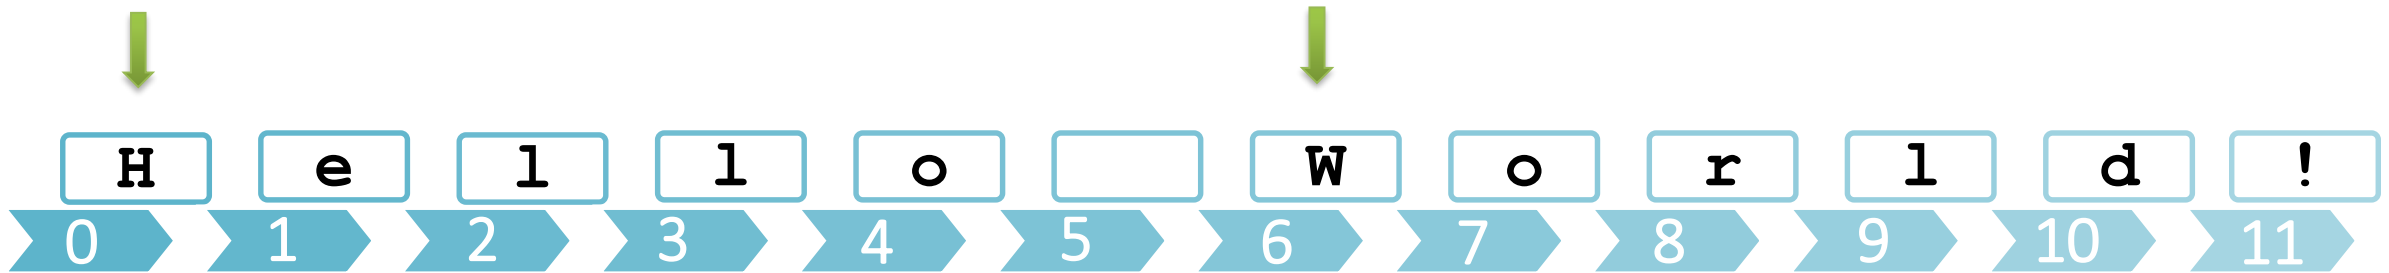 H e l l o W o r l d !
0 1 2 3 4 5 6 7 8 9 10 11